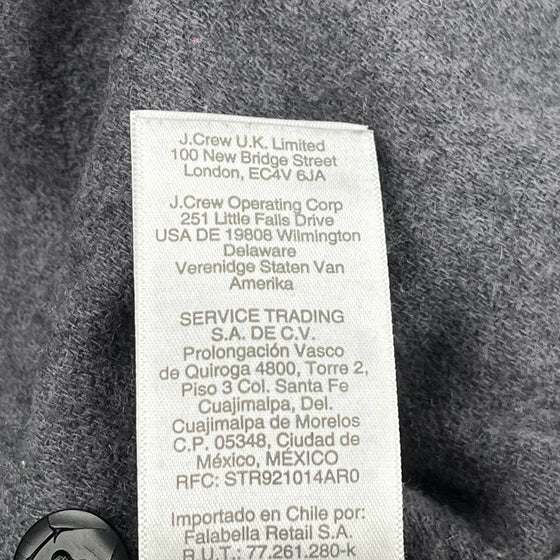 J.Crew U.K. Limited
100 New Bridge Street
London, EC4V 6JA
J.Crew Operating Corp
251 Little Falls Drive
USA DE 19808 Wilmington
Delaware
Verenidge Staten Van
Amerika
SERVICE TRADING
S.A. DE C.V.
Prolongación Vasco
de Quiroga 4800, Torre 2,
Piso 3 Col. Santa Fe
Cuajimalpa, Del.
Cuajimalpa de Morelos
C.P. 05348, Ciudad de
México, MÉXICO
RFC: STR921014AR0
Importado en Chile por:
Falabella Retail S.A.
R.U.T.: 77.261.280-k